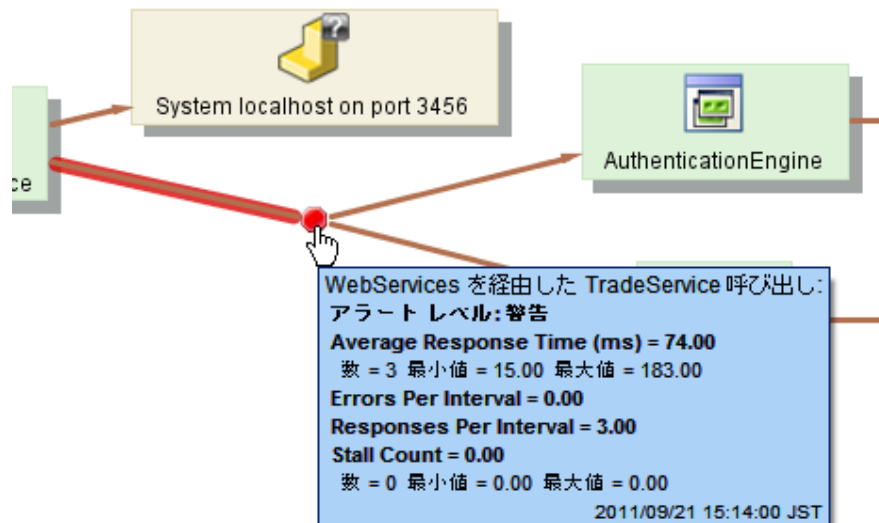 System localhost on port 3456
AuthenticationEngine
ce
WebServices を経由した TradeService 呼び出し:
アラート レベル: 警告
Average Response Time (ms) = 74.00
数 = 3 最小値 = 15.00 最大値 = 183.00
Errors Per Interval = 0.00
Responses Per Interval = 3.00
Stall Count = 0.00
数 = 0 最小値 = 0.00 最大値 = 0.00
2011/09/21 15:14:00 JST